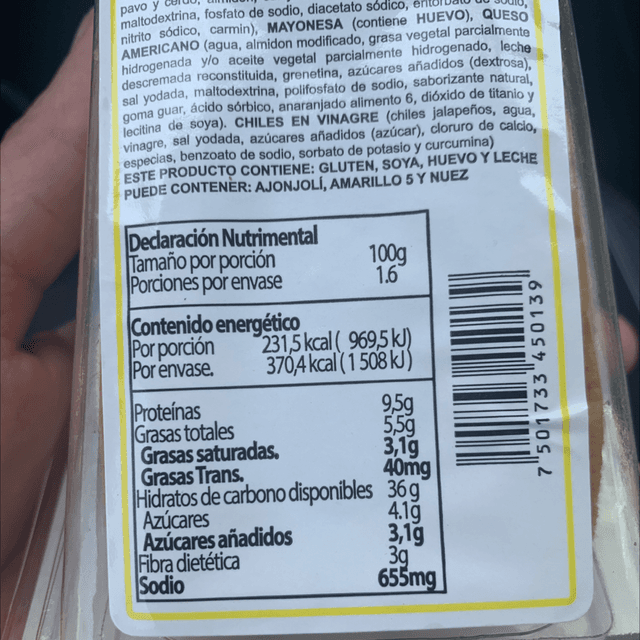 pavo y
maltodextrina, fosfato de sodio, diacetato sódico,
nitrito sódico, carmin), MAYONESA (contiene HUEVO), QUESO
AMERICANO (agua, almidon modificado, grasa vegetal parcialmente
hidrogenada y/o aceite vegetal parcialmente hidrogenado, leche
descremada reconstituida, grenetina, azúcares añadidos (dextrosa),
sal yodada, maltodextrina, polifosfato de sodio, saborizante natural,
goma guar, ácido sórbico, anaranjado alimento 6, dióxido de titanio y
lecitina de soya). CHILES EN VINAGRE (chiles jalapeños, agua,
vinagre, sal yodada, azúcares añadidos (azúcar), cloruro de calcio,
especias, benzoato de sodio, sorbato de potasio y curcumina)
ESTE PRODUCTO CONTIENE: GLUTEN, SOYA, HUEVO Y LECHE
PUEDE CONTENER: AJONJOLÍ, AMARILLO 5 Y NUEZ
Declaración Nutrimental
Tamaño por porción 100g
Porciones por envase 1.6
Contenido energético
Por porción 231,5 kcal ( 969,5 kJ)
Por envase. 370,4 kcal (1 508 kJ)
Proteínas 9,5g
Grasas totales 5,5g
Grasas saturadas. 3,1g
Grasas Trans. 40mg
Hidratos de carbono disponibles 36 g
Azúcares 4.1g
Azúcares añadidos 3,1g
Fibra dietética 3g
Sodio 655mg
7 501733 450139